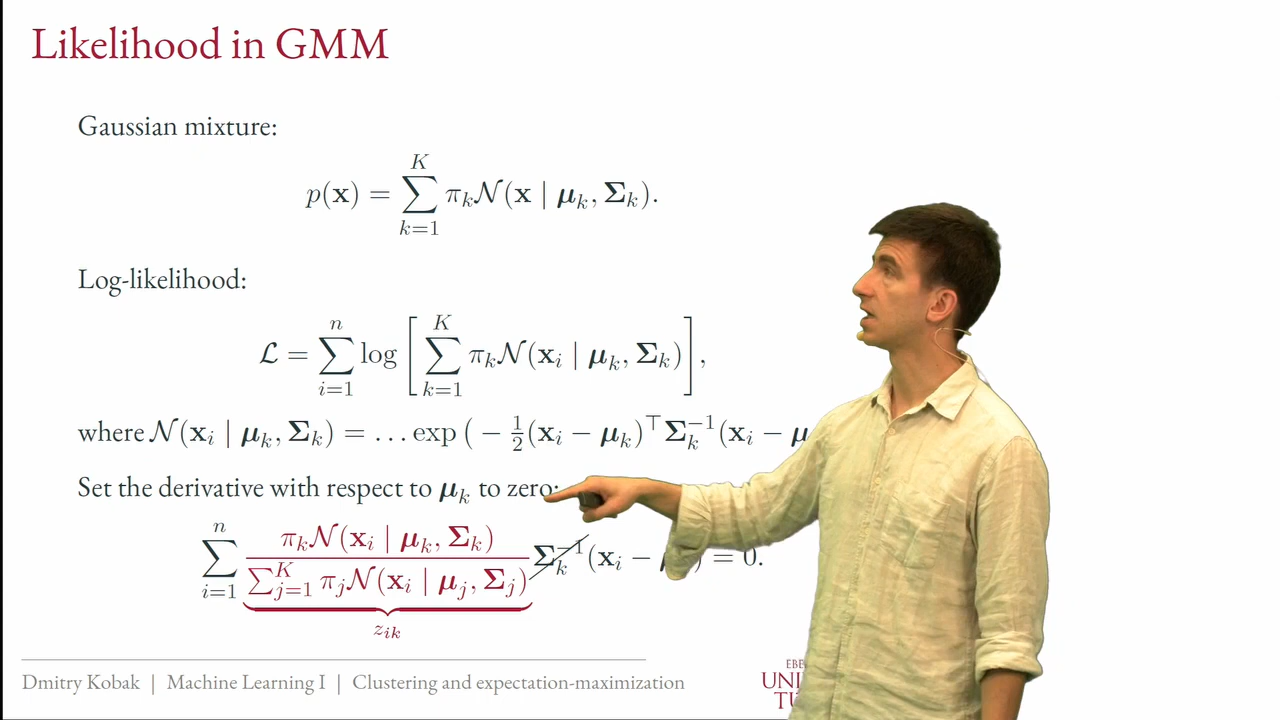 Likelihood in GMM
Gaussian mixture:
p(x) = ∑_{k=1}^{K} π_k 𝒩(x | μ_k, Σ_k).
Log-likelihood:
ℒ = ∑_{i=1}^{n} log [ ∑_{k=1}^{K} π_k 𝒩(x_i | μ_k, Σ_k) ],
where 𝒩(x_i | μ_k, Σ_k) = … exp ( − ½(x_i − μ_k)^⊤ Σ_k^{−1}(x_i − μ
Set the derivative with respect to μ_k to zero:
∑_{i=1}^{n} π_k 𝒩(x_i | μ_k, Σ_k) / ∑_{j=1}^{K} π_j 𝒩(x_i | μ_j, Σ_j) Σ_k^{−1}(x_i − ) = 0.
z_{ik}
Dmitry Kobak | Machine Learning I | Clustering and expectation-maximization